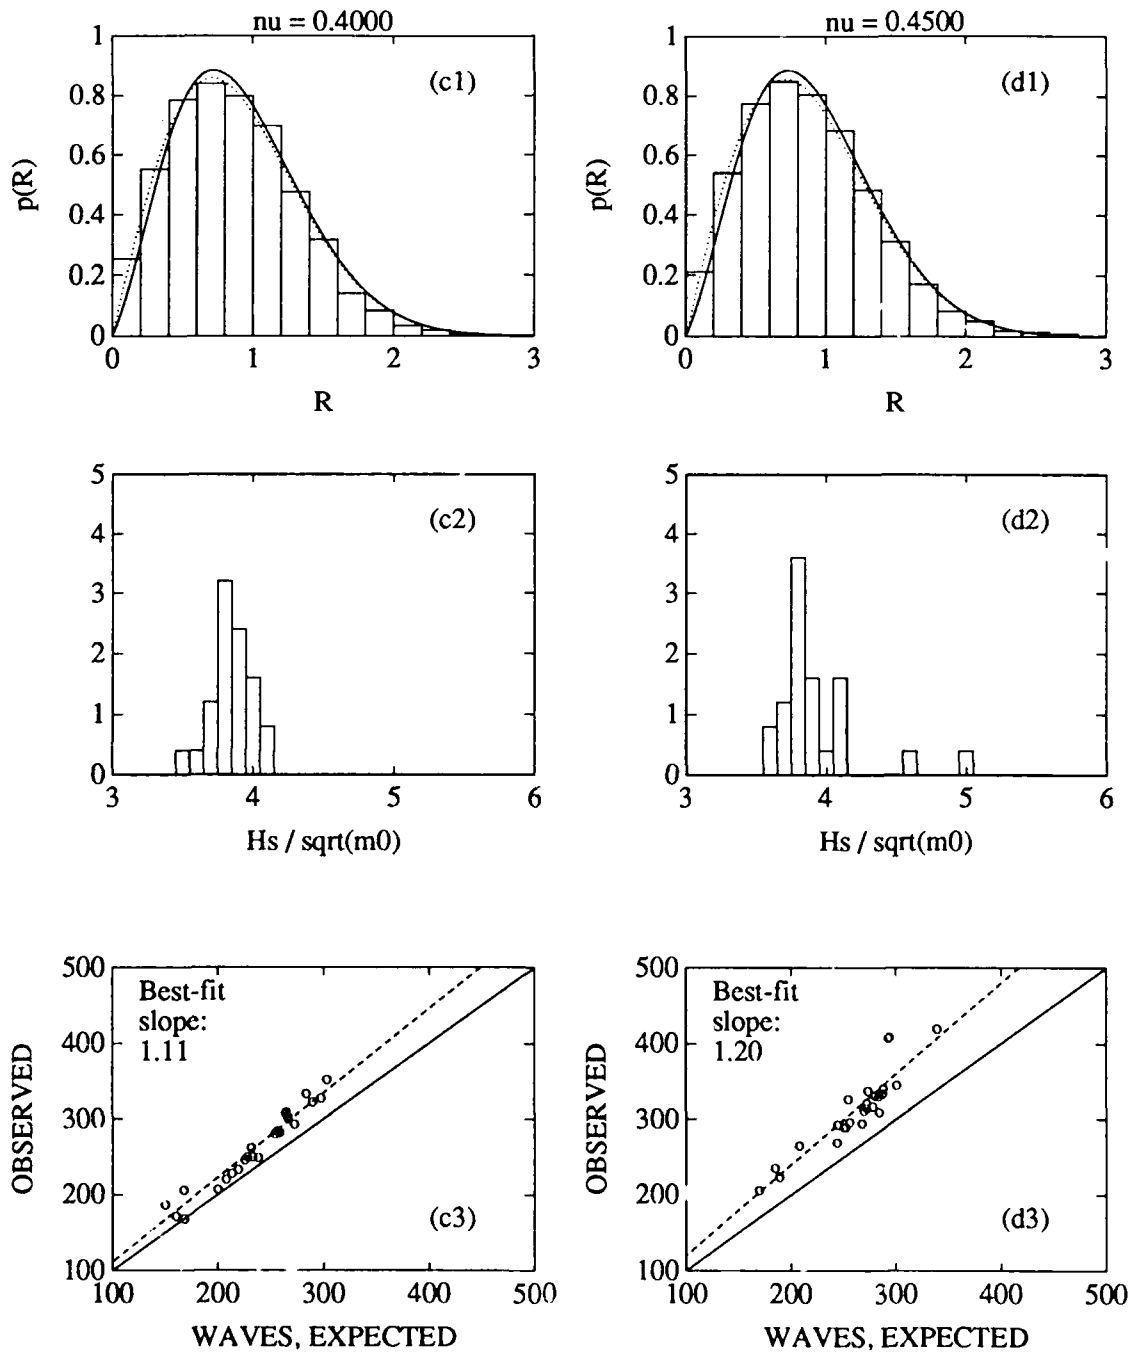 nu = 0.4000
1
0.8
0.6
0.4
0.2
0
p(R)
(c1)
0 1 2 3
R
nu = 0.4500
1
0.8
0.6
0.4
0.2
0
p(R)
(d1)
0 1 2 3
R
5
4
3
2
1
0
(c2)
3 4 5 6
Hs / sqrt(m0)
5
4
3
2
1
0
(d2)
3 4 5 6
Hs / sqrt(m0)
500
400
300
200
100
OBSERVED
Best-fit
slope:
1.11
(c3)
100 200 300 400 500
WAVES, EXPECTED
500
400
300
200
100
OBSERVED
Best-fit
slope:
1.20
(d3)
100 200 300 400 500
WAVES, EXPECTED